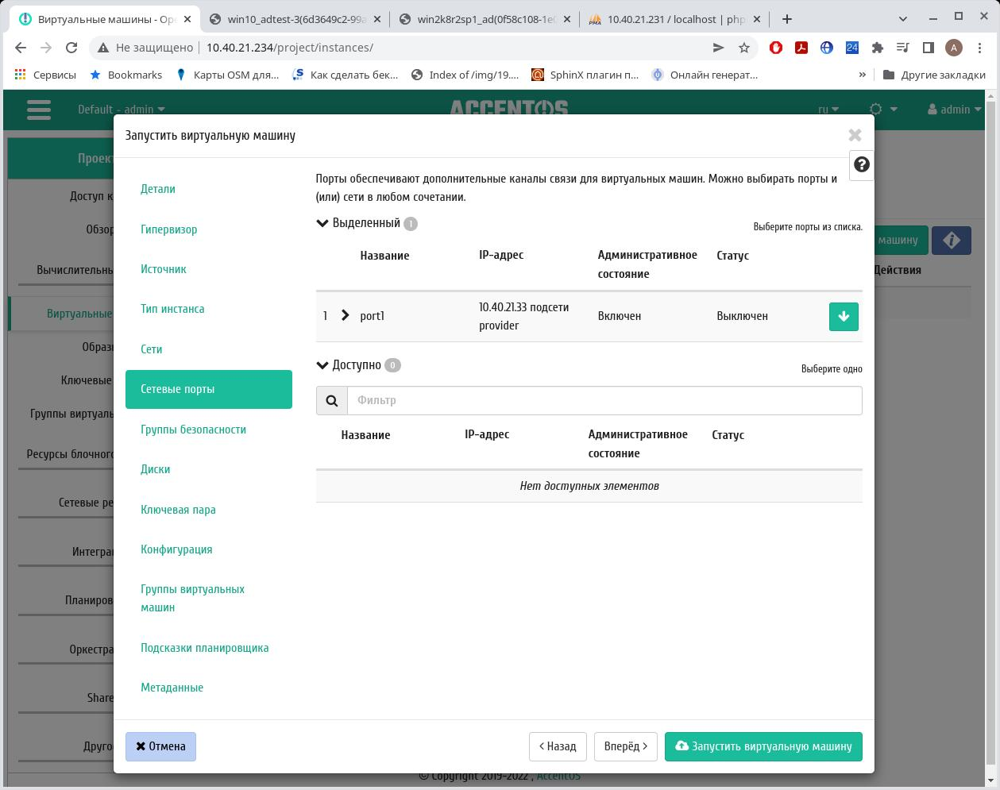 Виртуальные машины - Ope
win10_adtest-3(6d3649c2-99a
win2k8r2sp1_ad(0f58c108-1e0
10.40.21.231 / localhost | php
Не защищено
10.40.21.234/project/instances/
24
A
Сервисы
Bookmarks
Карты OSM для...
Как сделать бек...
Index of /img/19....
SphinX плагин п...
Онлайн генерат...
»
Другие закладки
Default - admin
ACCENTOS
ru
admin
Проек
Доступ к
Обзор
Вычислительн
Виртуальные
Образ
Ключевые
Группы виртуаль
Ресурсы блочног
Сетевые ре
Интегра
Планиров
Оркестра
Share
Друго
машину
Действия
Запустить виртуальную машину
Детали
Гипервизор
Источник
Тип инстанса
Сети
Сетевые порты
Группы безопасности
Диски
Ключевая пара
Конфигурация
Группы виртуальных
машин
Подсказки планировщика
Метаданные
Порты обеспечивают дополнительные каналы связи для виртуальных машин. Можно выбирать порты и
(или) сети в любом сочетании.
Выделенный 1
Выберите порты из списка.
Название IP-адрес Административное Статус
состояние
1 port1 10.40.21.33 подсети Включен Выключен
provider
Доступно 0
Выберите одно
Фильтр
Название IP-адрес Административное Статус
состояние
Нет доступных элементов
Отмена
Назад
Вперёд
Запустить виртуальную машину
© Copyright 2019-2022 , AccentOS